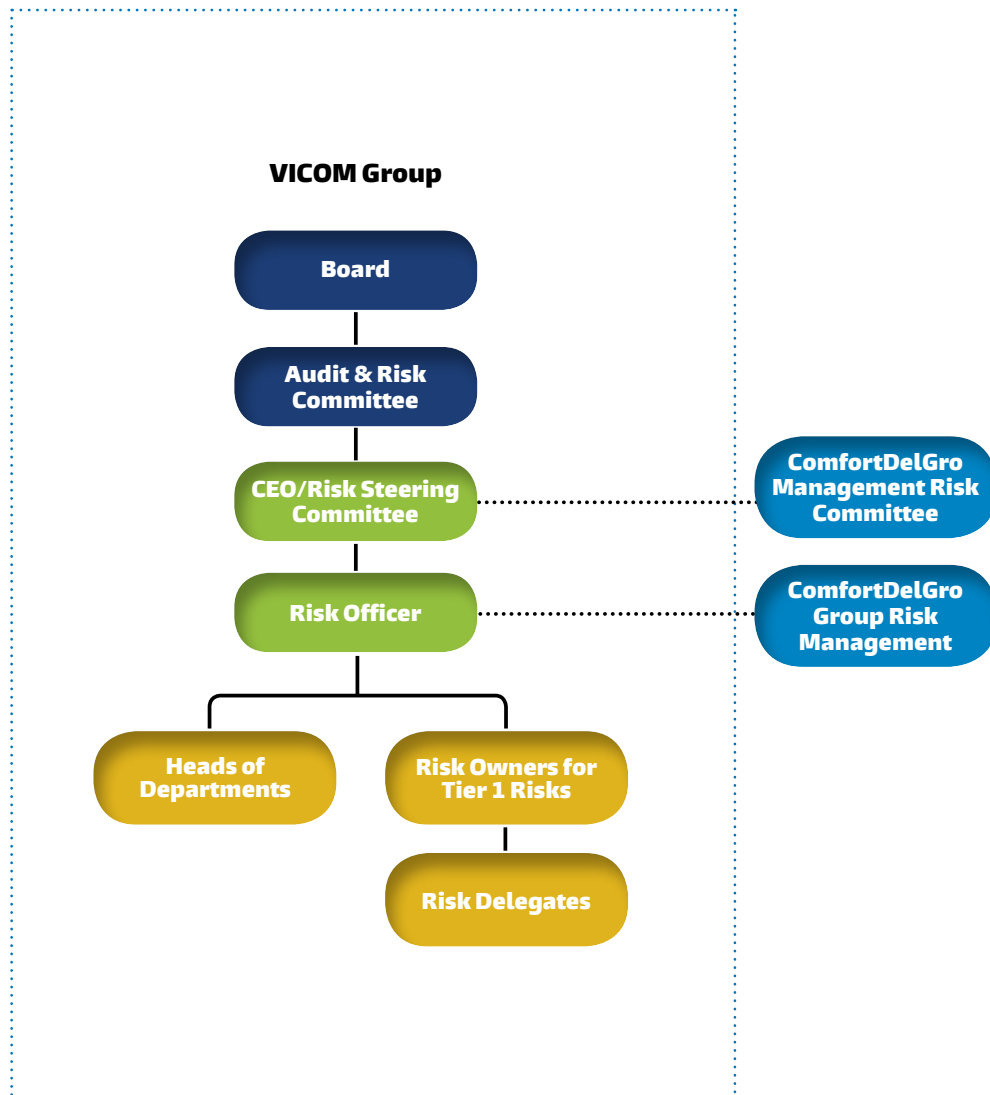 VICOM Group
Board
Audit & Risk
Committee
CEO/Risk Steering
Committee
ComfortDelGro
Management Risk
Committee
Risk Officer
ComfortDelGro
Group Risk
Management
Heads of
Departments
Risk Owners for
Tier 1 Risks
Risk Delegates